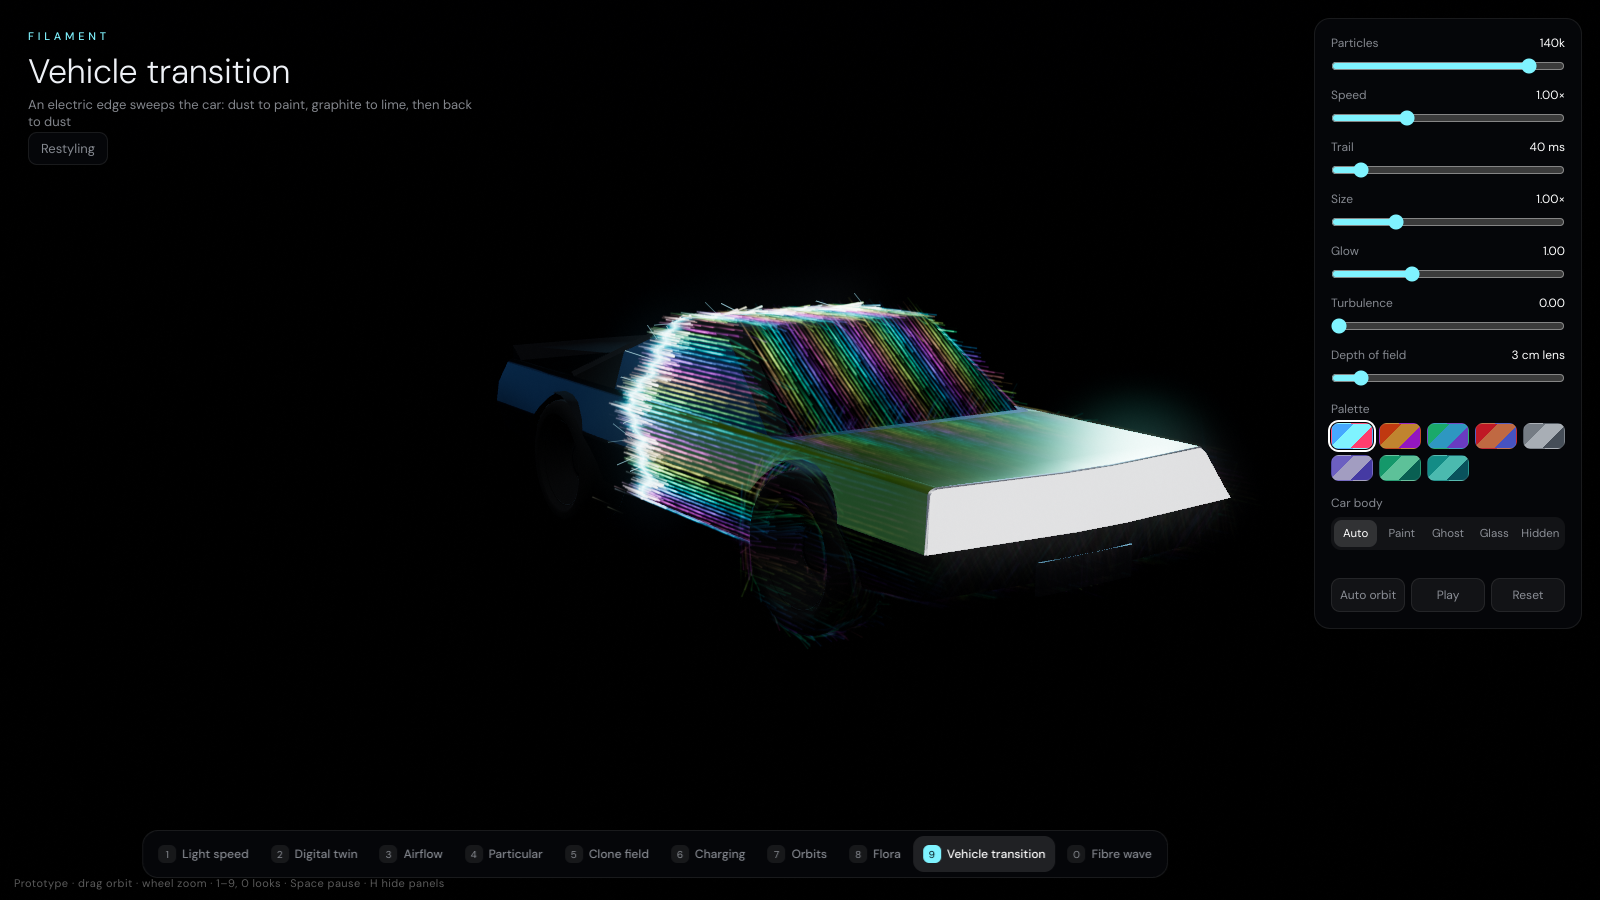 FILAMENT
Vehicle transition
An electric edge sweeps the car: dust to paint, graphite to lime, then back
to dust
Restyling
Particles 140k
Speed 1.00×
Trail 40 ms
Size 1.00×
Glow 1.00
Turbulence 0.00
Depth of field 3 cm lens
Palette
Car body
Auto Paint Ghost Glass Hidden
Auto orbit Play Reset
1 Light speed 2 Digital twin 3 Airflow 4 Particular 5 Clone field 6 Charging 7 Orbits 8 Flora 9 Vehicle transition 0 Fibre wave
Prototype · drag orbit · wheel zoom · 1–9, 0 looks · Space pause · H hide panels